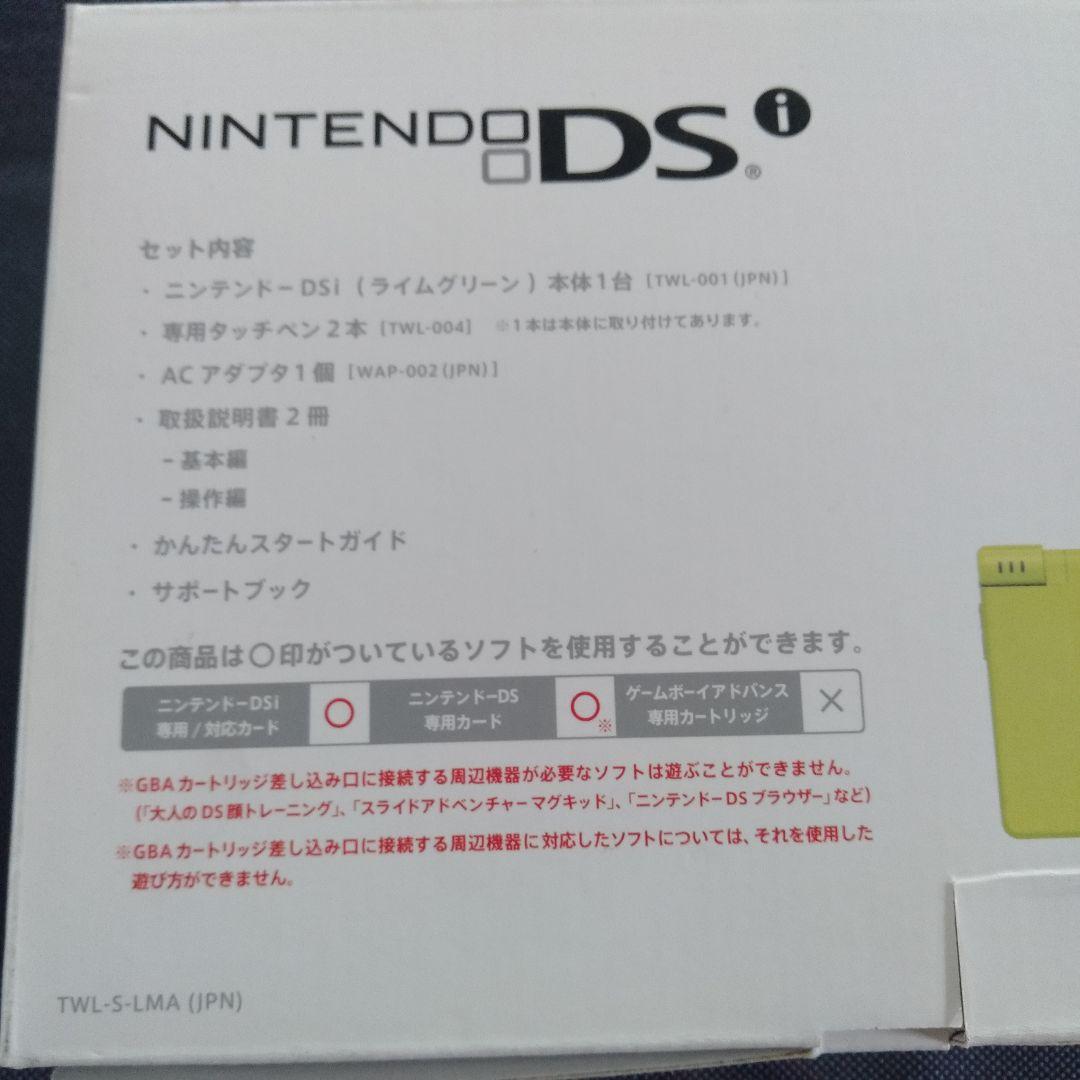 NINTENDO DSi®
セット内容
・ニンテンドーDSi（ライムグリーン）本体1台 [TWL-001(JPN)]
・専用タッチペン2本 [TWL-004] ※1本は本体に取り付けてあります。
・ACアダプタ1個 [WAP-002(JPN)]
・取扱説明書2冊
－基本編
－操作編
・かんたんスタートガイド
・サポートブック
この商品は〇印がついているソフトを使用することができます。
ニンテンドーDSi 専用/対応カード 〇 ニンテンドーDS 専用カード 〇※ ゲームボーイアドバンス 専用カートリッジ ×
※GBAカートリッジ差し込み口に接続する周辺機器が必要なソフトは遊ぶことができません。
(「大人のDS顔トレーニング」、「スライドアドベンチャーマグキッド」、「ニンテンドーDSブラウザー」など)
※GBAカートリッジ差し込み口に接続する周辺機器に対応したソフトについては、それを使用した
遊び方ができません。
TWL-S-LMA (JPN)